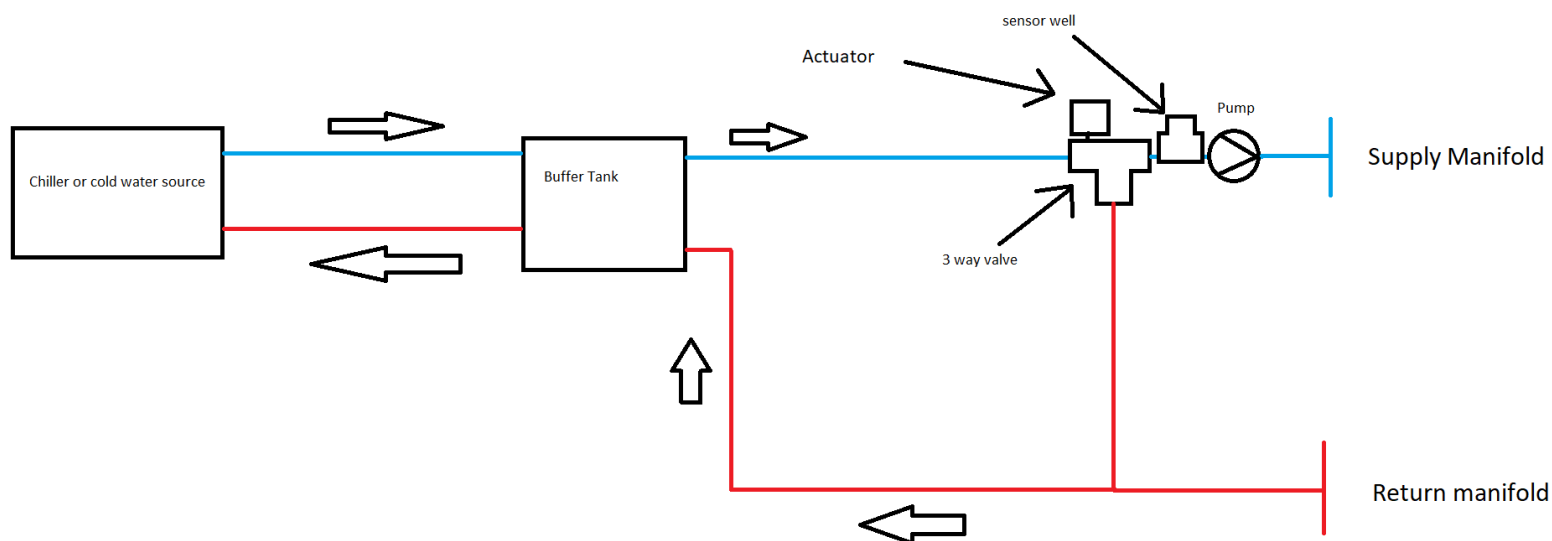 sensor well
Actuator
Pump
Supply Manifold
Chiller or cold water source
Buffer Tank
3 way valve
Return manifold